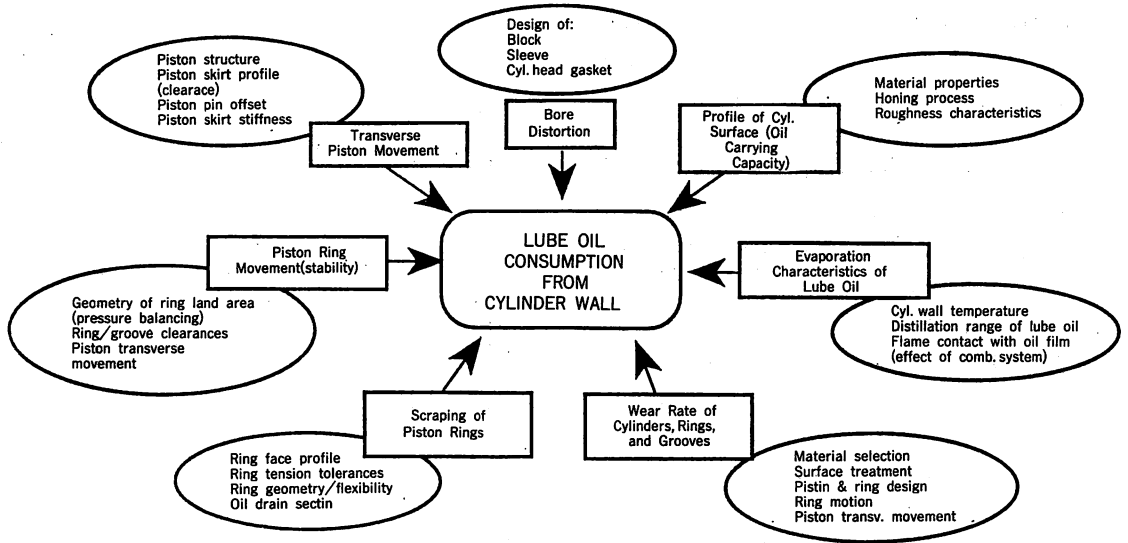 Design of:
Block
Sleeve
Cyl. head gasket
Bore
Distortion
Piston structure
Piston skirt profile
(clearace)
Piston pin offset
Piston skirt stiffness
Transverse
Piston Movement
Material properties
Honing process
Roughness characteristics
Profile of Cyl.
Surface (Oil
Carrying
Capacity)
LUBE OIL
CONSUMPTION
FROM
CYLINDER WALL
Piston Ring
Movement(stability)
Geometry of ring land area
(pressure balancing)
Ring/groove clearances
Piston transverse
movement
Evaporation
Characteristics of
Lube Oil
Cyl. wall temperature
Distillation range of lube oil
Flame contact with oil film
(effect of comb. system)
Scraping of
Piston Rings
Ring face profile
Ring tension tolerances
Ring geometry/flexibility
Oil drain sectin
Wear Rate of
Cylinders, Rings,
and Grooves
Material selection
Surface treatment
Pistin & ring design
Ring motion
Piston transv. movement